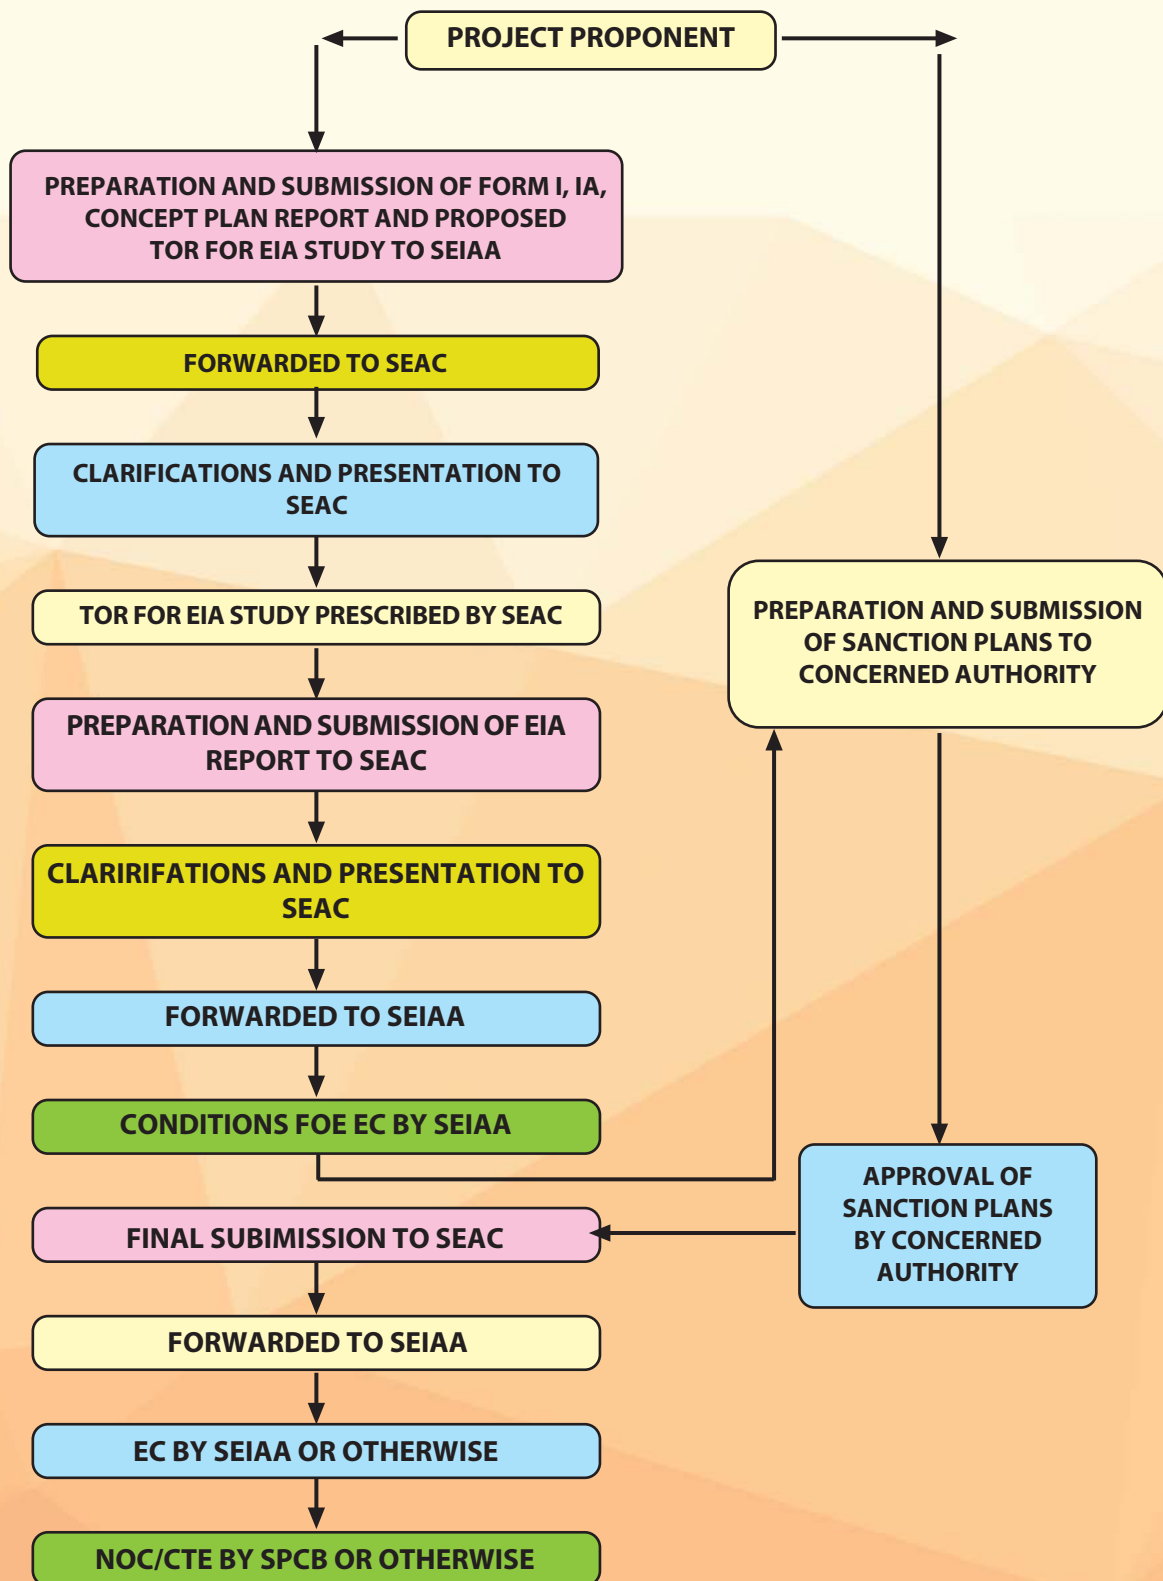 PROJECT PROPONENT
PREPARATION AND SUBMISSION OF FORM I, IA,
CONCEPT PLAN REPORT AND PROPOSED
TOR FOR EIA STUDY TO SEIAA
FORWARDED TO SEAC
CLARIFICATIONS AND PRESENTATION TO
SEAC
TOR FOR EIA STUDY PRESCRIBED BY SEAC
PREPARATION AND SUBMISSION OF EIA
REPORT TO SEAC
CLARIRIFATIONS AND PRESENTATION TO
SEAC
FORWARDED TO SEIAA
CONDITIONS FOE EC BY SEIAA
FINAL SUBIMISSION TO SEAC
FORWARDED TO SEIAA
EC BY SEIAA OR OTHERWISE
NOC/CTE BY SPCB OR OTHERWISE
PREPARATION AND SUBMISSION
OF SANCTION PLANS TO
CONCERNED AUTHORITY
APPROVAL OF
SANCTION PLANS
BY CONCERNED
AUTHORITY